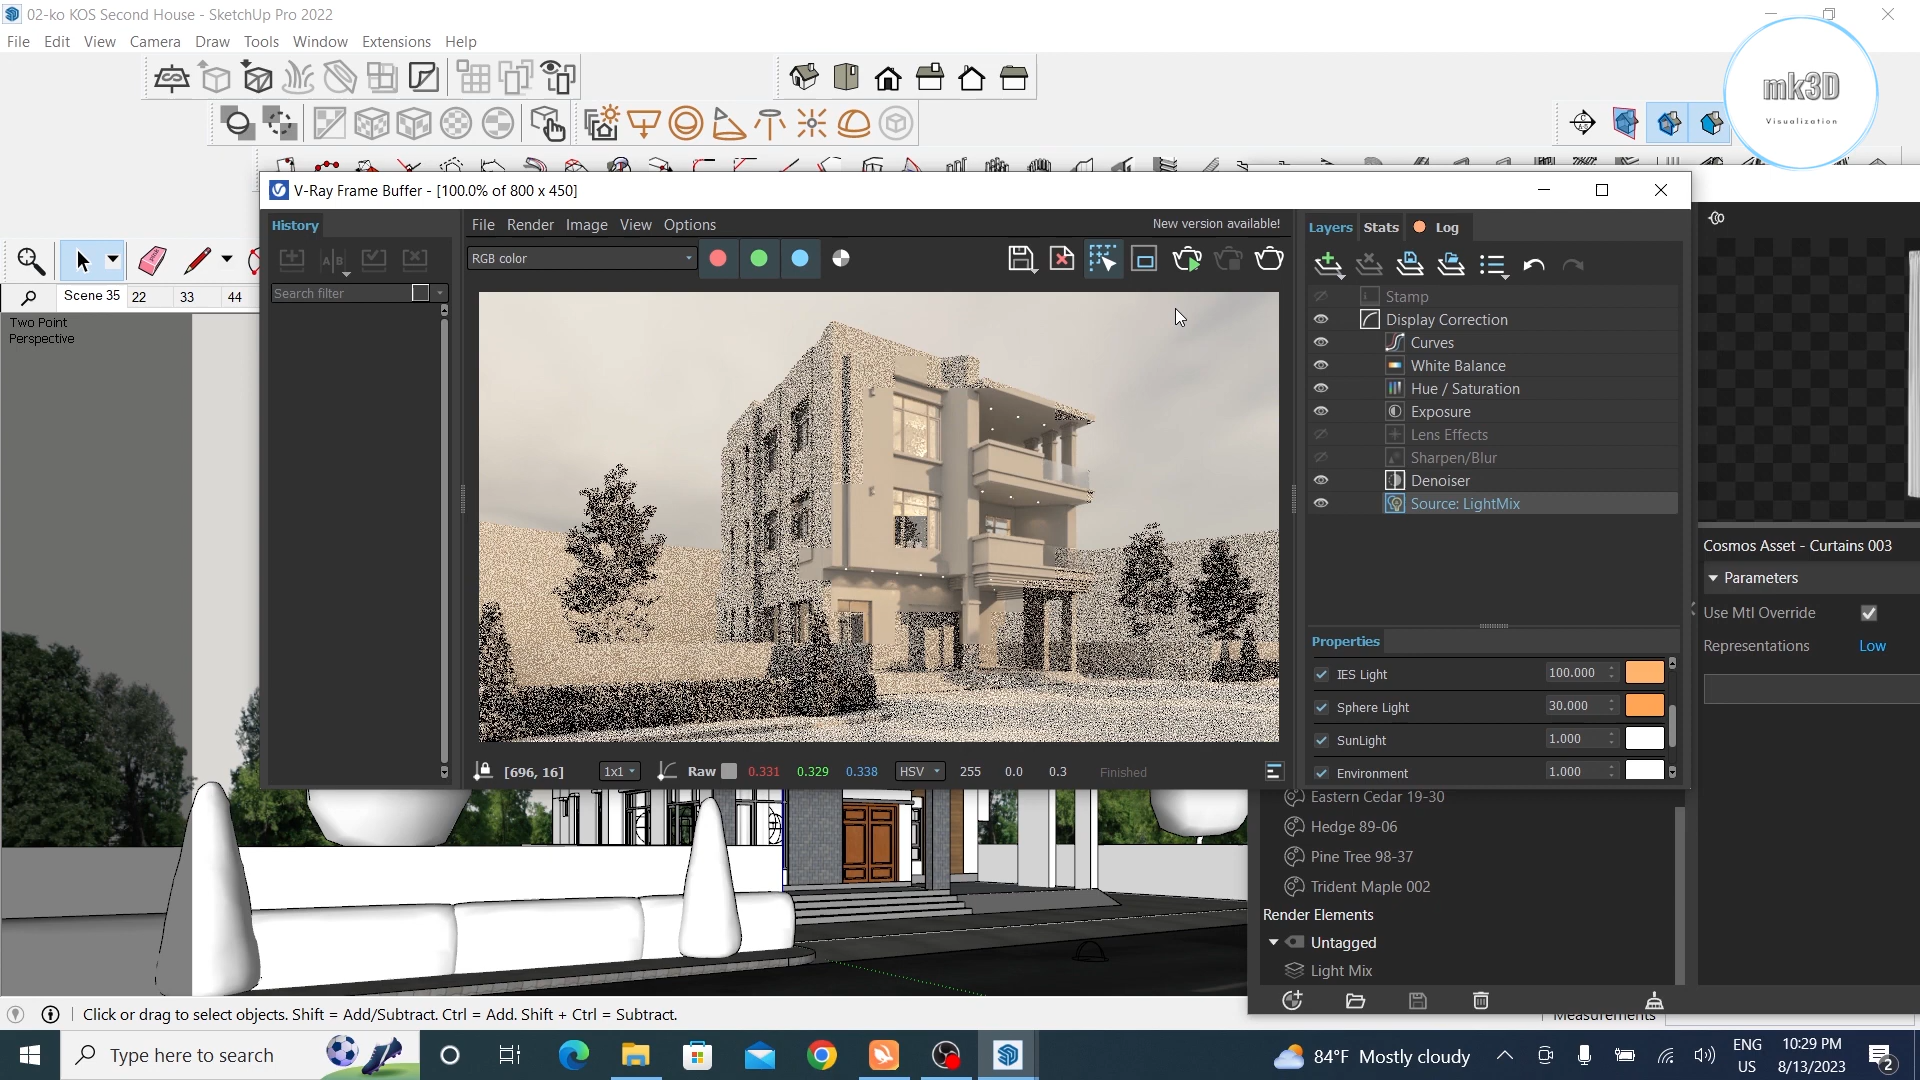 02-ko KOS Second House - SketchUp Pro 2022
File Edit View Camera Draw Tools Window Extensions Help
mk3D
Visualization
V-Ray Frame Buffer - [100.0% of 800 x 450]
History
File Render Image View Options
New version available!
Layers Stats Log
RGB color
Search filter
Scene 35 22 33 44
Two Point
Perspective
Stamp
Display Correction
Curves
White Balance
Hue / Saturation
Exposure
Lens Effects
Sharpen/Blur
Denoiser
Source: LightMix
Cosmos Asset - Curtains 003
Parameters
Use Mtl Override
Representations Low
Properties
IES Light 100.000
Sphere Light 30.000
SunLight 1.000
Environment 1.000
[696, 16] 1x1 Raw 0.331 0.329 0.338 HSV 255 0.0 0.3 Finished
Eastern Cedar 19-30
Hedge 89-06
Pine Tree 98-37
Trident Maple 002
Render Elements
Untagged
Light Mix
Click or drag to select objects. Shift = Add/Subtract. Ctrl = Add. Shift + Ctrl = Subtract.
Measurements
Type here to search
84°F Mostly cloudy
ENG
US
10:29 PM
8/13/2023
2